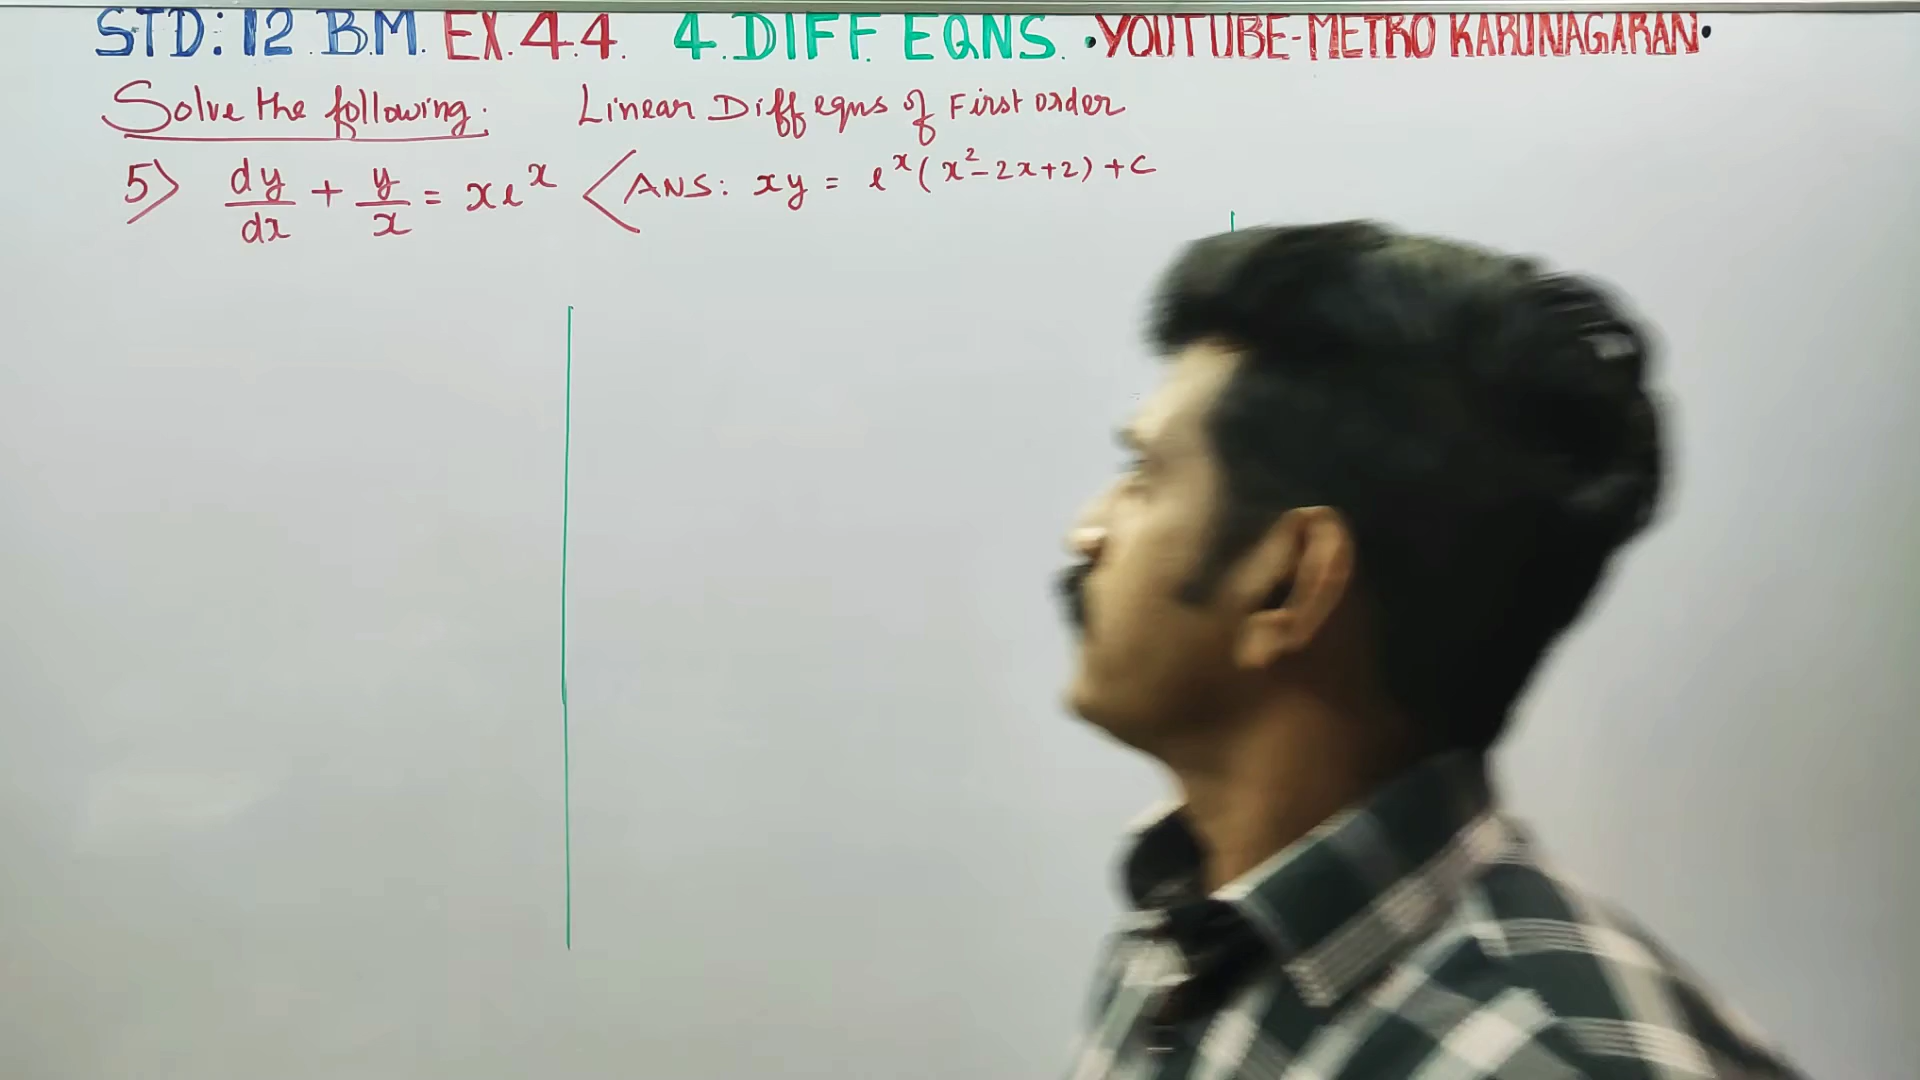 STD: 12 B.M. EX.4.4. 4. DIFF EQNS. •YOUTUBE-METRO KARUNAGARAN•
Solve the following. Linear Diff eqns of First order
5> dy/dx + y/x = xe^x <ANS: xy = e^x(x²-2x+2)+c